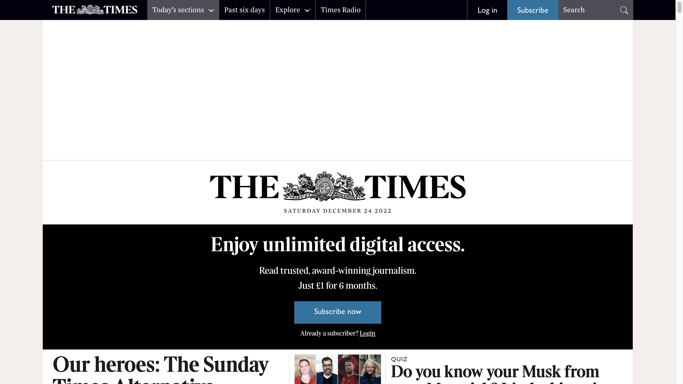 THE TIMES
Today's sections
Past six days
Explore
Times Radio
Log in
Subscribe
Search
THE TIMES
SATURDAY DECEMBER 24 2022
Enjoy unlimited digital access.
Read trusted, award-winning journalism.
Just £1 for 6 months.
Subscribe now
Already a subscriber? Login
Our heroes: The Sunday
Times Alternative
QUIZ
Do you know your Musk from